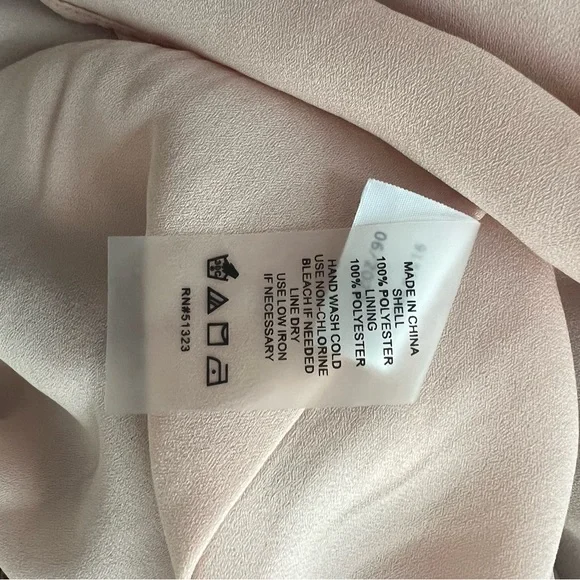 MADE IN CHINA
SHELL
100% POLYESTER
LINING
100% POLYESTER
HAND WASH COLD
USE NON-CHLORINE
BLEACH IF NEEDED
LINE DRY
USE LOW IRON
IF NECESSARY
RN#51323